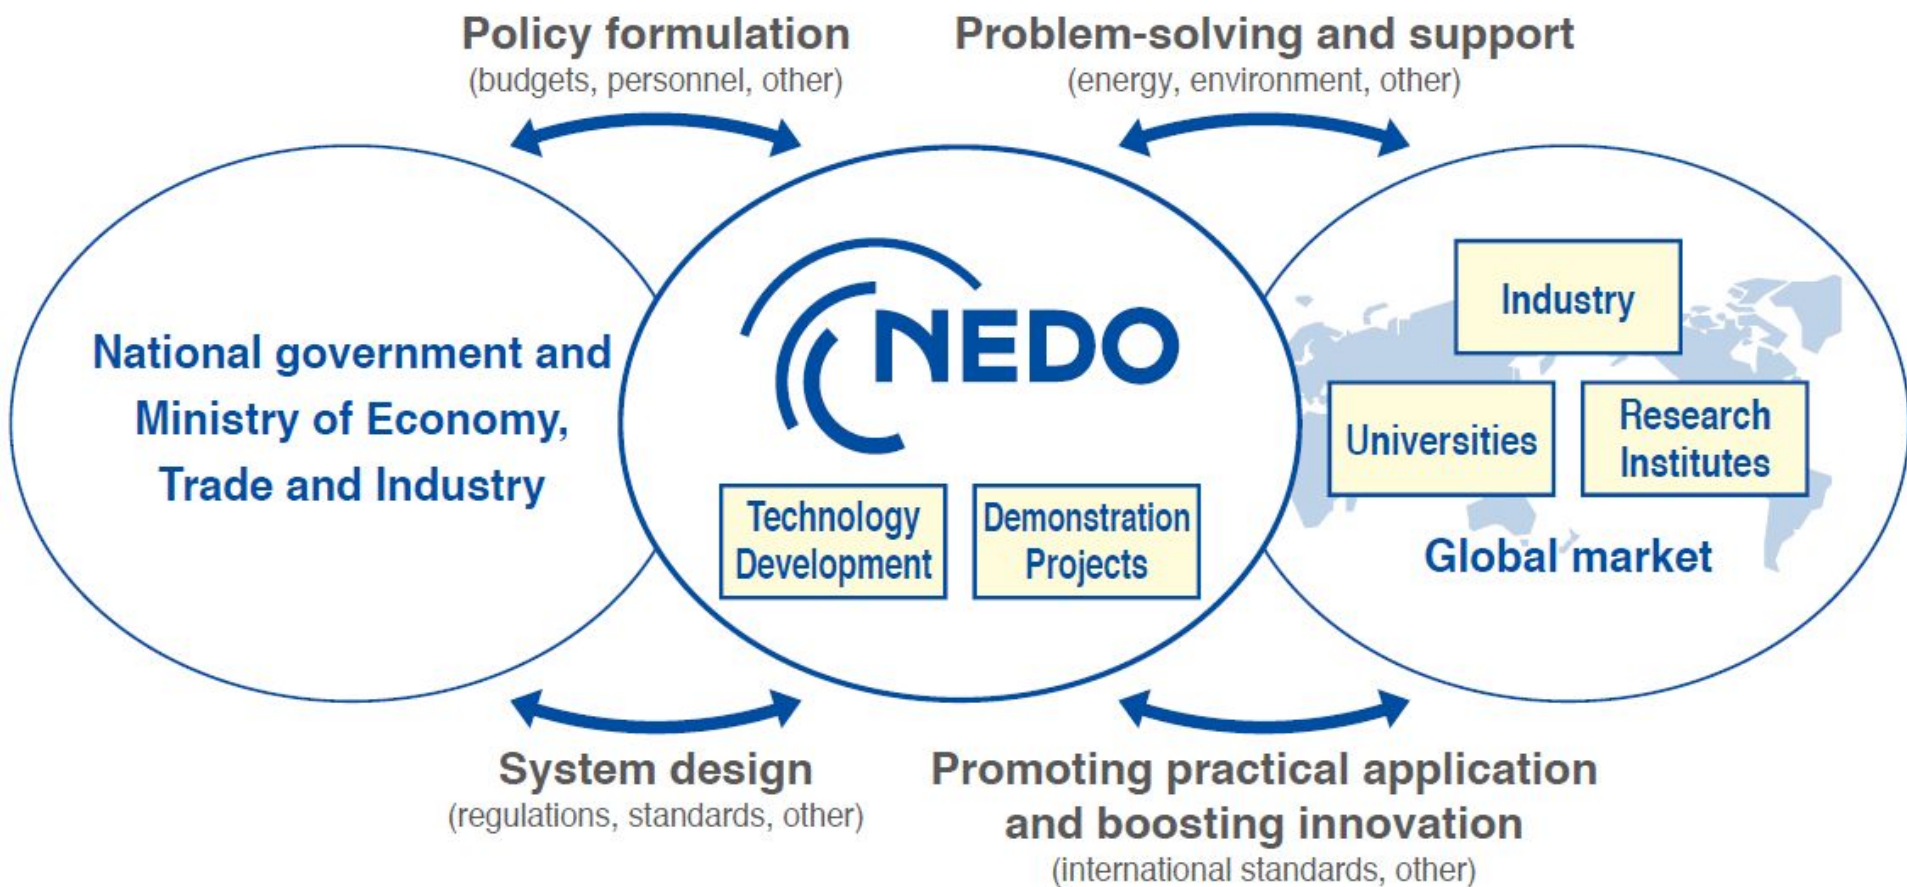 Policy formulation
(budgets, personnel, other)
Problem-solving and support
(energy, environment, other)
National government and
Ministry of Economy,
Trade and Industry
NEDO
Technology
Development
Demonstration
Projects
Industry
Universities
Research
Institutes
Global market
System design
(regulations, standards, other)
Promoting practical application
and boosting innovation
(international standards, other)